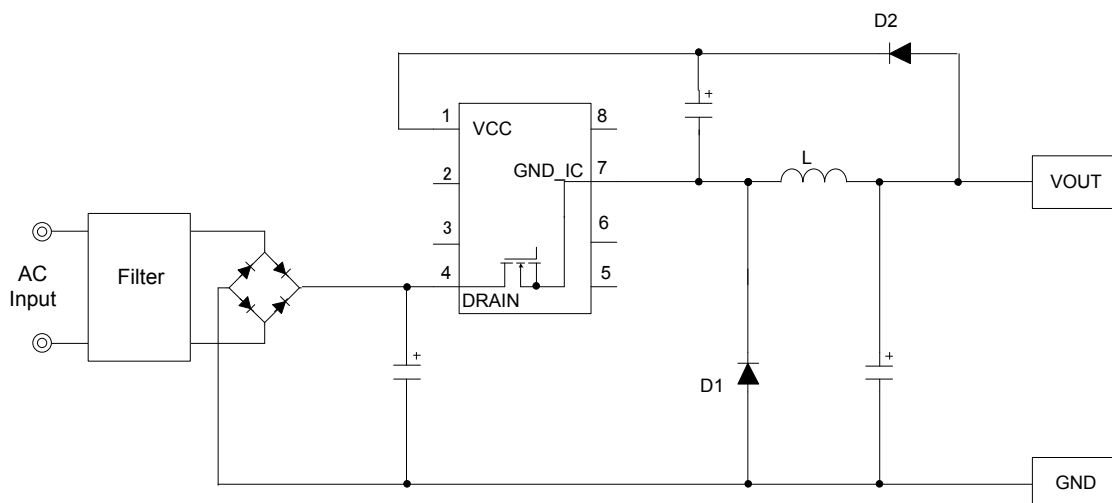 D2
+
1
VCC
8
2
GND_IC
7
L
VOUT
3
6
AC
Input
Filter
4
DRAIN
5
+
D1
+
GND